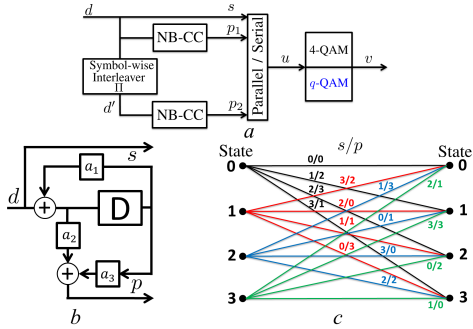 d
s
NB-CC
p1
Symbol-wise
Interleaver
Π
d'
NB-CC
p2
Parallel / Serial
u
4-QAM
q-QAM
v
a
d
s
a1
D
a2
a3
p
b
s/p
State
State
0
1
2
3
0/0
1/2
2/3
3/1
3/2
2/0
1/1
0/3
1/3
0/1
3/0
2/2
2/1
3/3
0/2
1/0
0
1
2
3
c